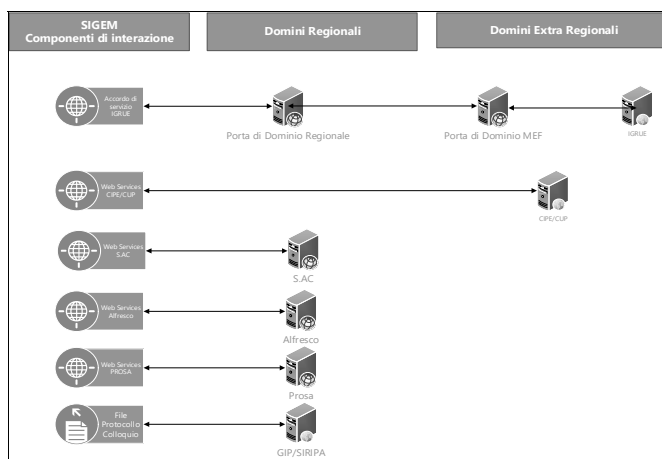 SIGEM
Componenti di interazione
Domini Regionali
Domini Extra Regionali
Accordo di
servizio
IGRUE
Porta di Dominio Regionale
Porta di Dominio MEF
IGRUE
Web Services
CIPE/CUP
CIPE/CUP
Web Services
S.AC
S.AC
Web Services
Alfresco
Alfresco
Web Services
PROSA
Prosa
File
Protocollo
Colloquio
GIP/SIRIPA